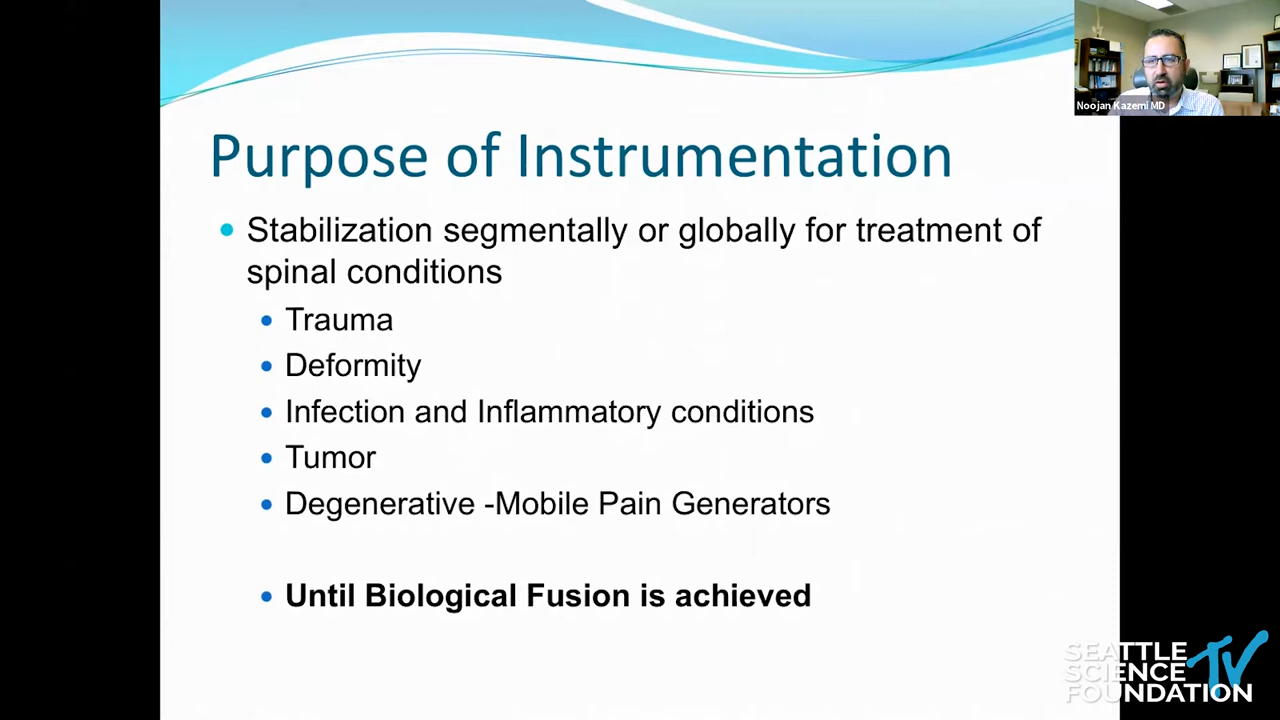 Noojan Kazemi MD
Purpose of Instrumentation
Stabilization segmentally or globally for treatment of
spinal conditions
Trauma
Deformity
Infection and Inflammatory conditions
Tumor
Degenerative -Mobile Pain Generators
Until Biological Fusion is achieved
SEATTLE
SCIENCE
FOUNDATION
TV